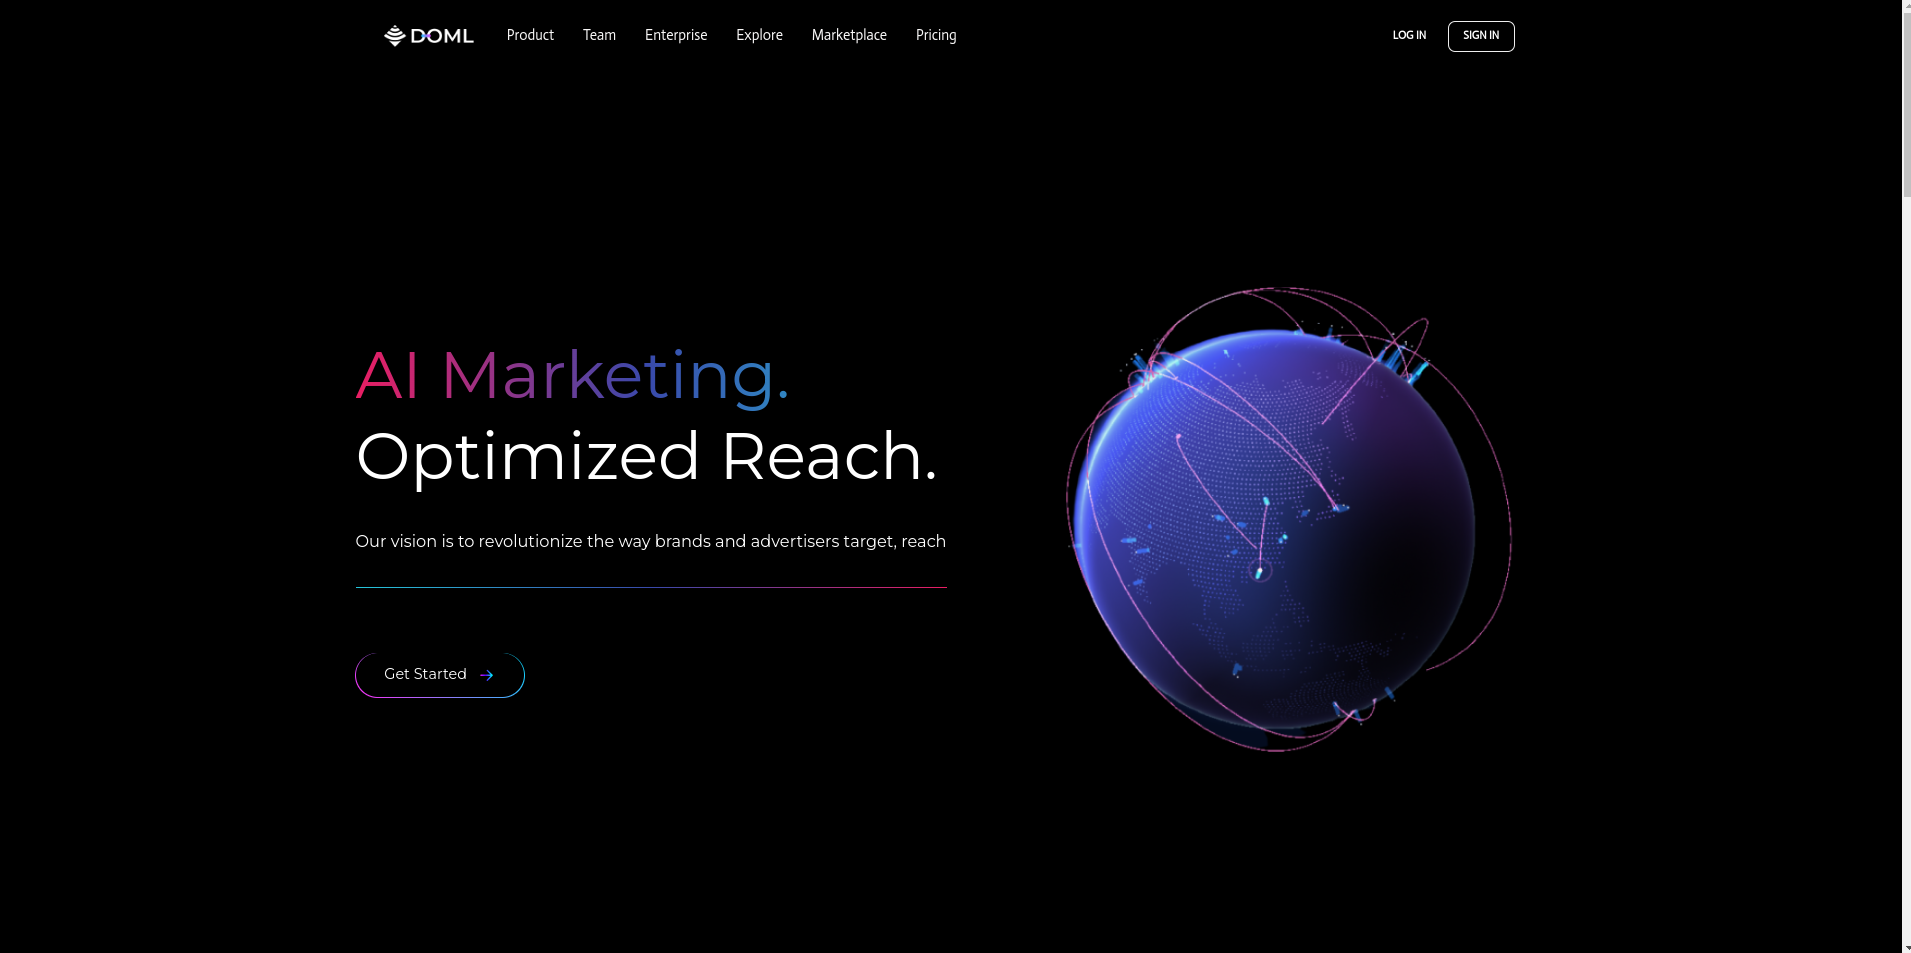 DOML Product Team Enterprise Explore Marketplace Pricing LOG IN SIGN IN
AI Marketing.
Optimized Reach.
Our vision is to revolutionize the way brands and advertisers target, reach
Get Started